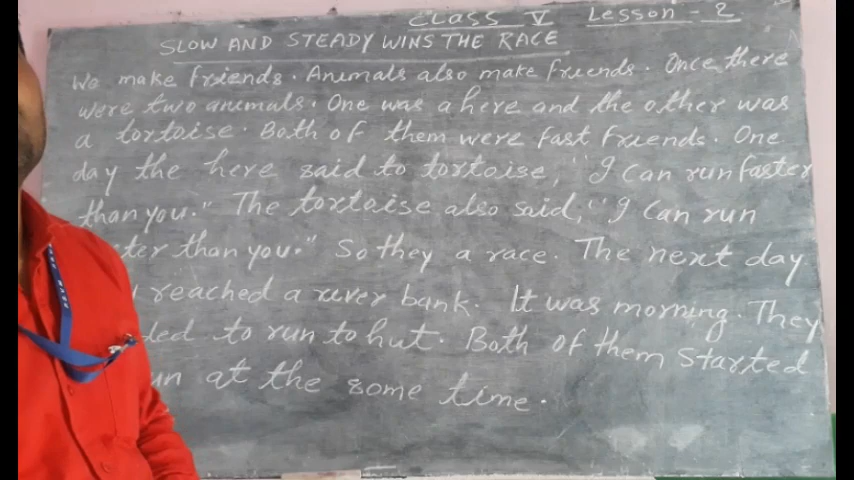 CLASS V Lesson - 2
SLOW AND STEADY WINS THE RACE
We make friends. Animals also make friends. Once there
were two animals. One was a here and the other was
a tortoise. Both of them were fast friends. One
day the here said to tortoise, "I can run faster
than you." The tortoise also said, "I can run
ter than you." So they a race. The next day
reached a river bank. It was morning. They
ded to run to hut. Both of them started
un at the some time.